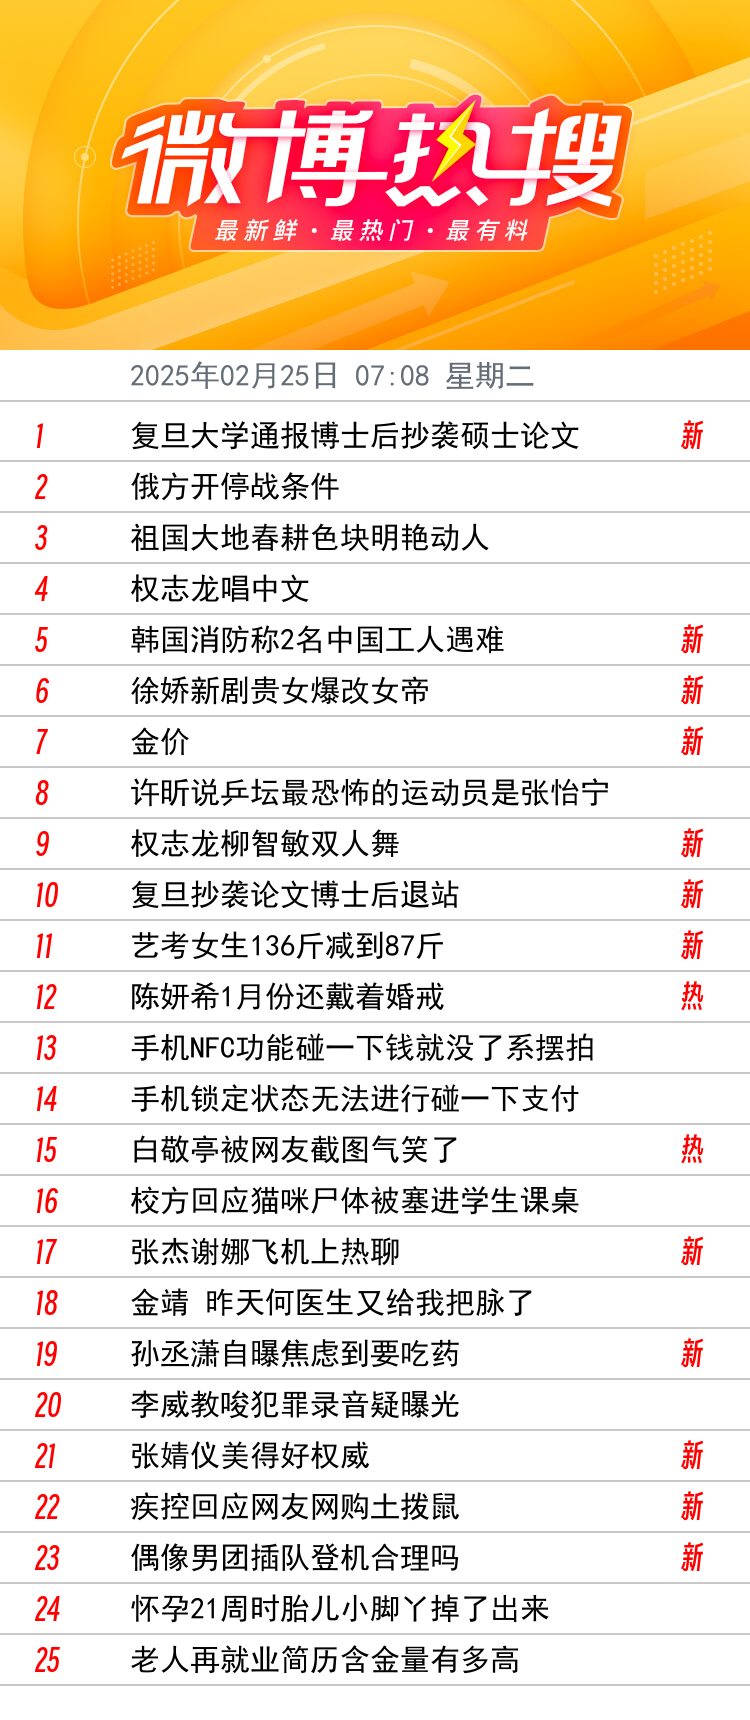 微博热搜
最新鲜·最热门·最有料
2025年02月25日 07:08 星期二
1 复旦大学通报博士后抄袭硕士论文 新
2 俄方开停战条件
3 祖国大地春耕色块明艳动人
4 权志龙唱中文
5 韩国消防称2名中国工人遇难 新
6 徐娇新剧贵女爆改女帝 新
7 金价 新
8 许昕说乒坛最恐怖的运动员是张怡宁
9 权志龙柳智敏双人舞 新
10 复旦抄袭论文博士后退站 新
11 艺考女生136斤减到87斤 新
12 陈妍希1月份还戴着婚戒 热
13 手机NFC功能碰一下钱就没了系摆拍
14 手机锁定状态无法进行碰一下支付
15 白敬亭被网友截图气笑了 热
16 校方回应猫咪尸体被塞进学生课桌
17 张杰谢娜飞机上热聊 新
18 金靖 昨天何医生又给我把脉了
19 孙丞潇自曝焦虑到要吃药 新
20 李威教唆犯罪录音疑曝光
21 张婧仪美得好权威 新
22 疾控回应网友网购土拨鼠 新
23 偶像男团插队登机合理吗 新
24 怀孕21周时胎儿小脚丫掉了出来
25 老人再就业简历含金量有多高